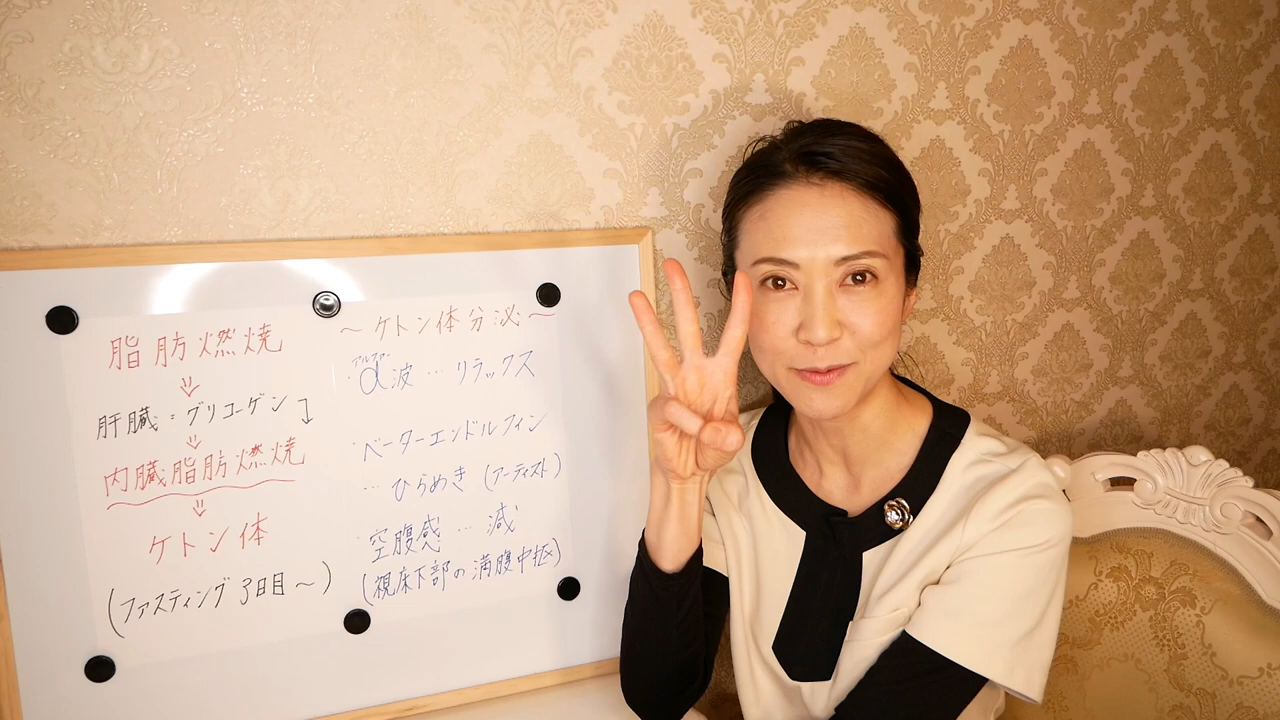 脂肪燃焼
⇓
肝臓=グリコーゲン
⇓
内臓脂肪燃焼
⇓
ケトン体
(ファスティング 3日目~)
~ケトン体分泌~
アルファー
・α波…リラックス
・ベーターエンドルフィン
…ひらめき(アーティスト)
・空腹感…減
(視床下部の満腹中枢)